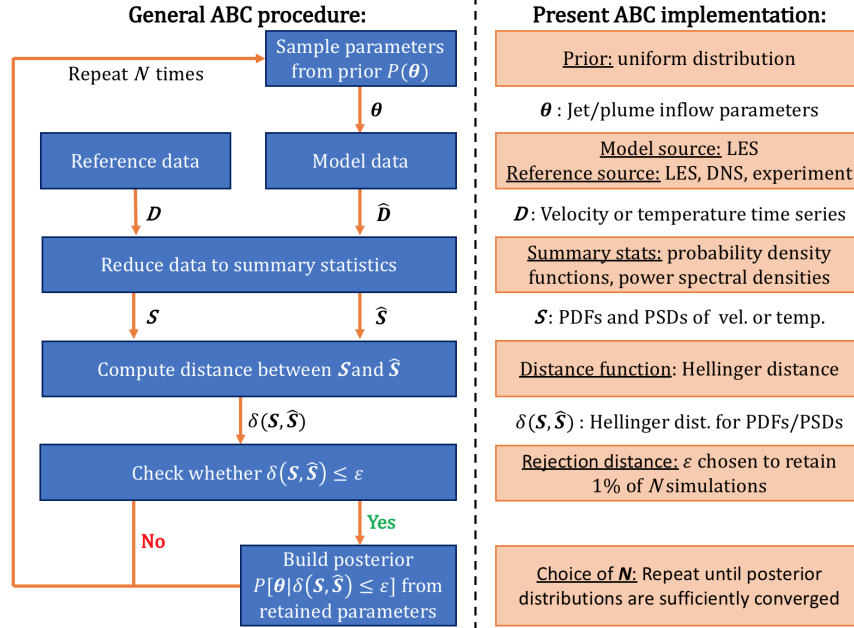 General ABC procedure:
Sample parameters
from prior P(θ)
Repeat N times
θ
Reference data
Model data
D
D̂
Reduce data to summary statistics
S
Ŝ
Compute distance between S and Ŝ
δ(S, Ŝ)
Check whether δ(S, Ŝ) ≤ ε
No
Yes
Build posterior
P[θ|δ(S, Ŝ) ≤ ε] from
retained parameters
Present ABC implementation:
Prior: uniform distribution
θ : Jet/plume inflow parameters
Model source: LES
Reference source: LES, DNS, experiment
D : Velocity or temperature time series
Summary stats: probability density
functions, power spectral densities
S : PDFs and PSDs of vel. or temp.
Distance function: Hellinger distance
δ(S, Ŝ) : Hellinger dist. for PDFs/PSDs
Rejection distance: ε chosen to retain
1% of N simulations
Choice of N: Repeat until posterior
distributions are sufficiently converged